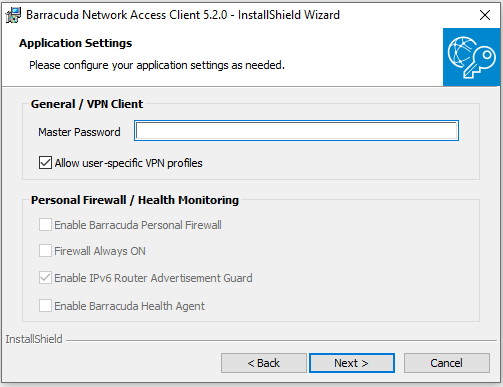 Barracuda Network Access Client 5.2.0 - InstallShield Wizard
Application Settings
Please configure your application settings as needed.
General / VPN Client
Master Password
Allow user-specific VPN profiles
Personal Firewall / Health Monitoring
Enable Barracuda Personal Firewall
Firewall Always ON
Enable IPv6 Router Advertisement Guard
Enable Barracuda Health Agent
InstallShield
< Back Next > Cancel